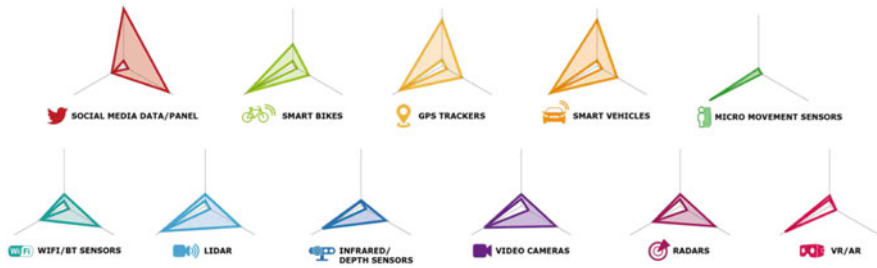 SOCIAL MEDIA DATA/PANEL
SMART BIKES
GPS TRACKERS
SMART VEHICLES
MICRO MOVEMENT SENSORS
WiFi WIFI/BT SENSORS
LIDAR
INFRARED/
DEPTH SENSORS
VIDEO CAMERAS
RADARS
VR/AR